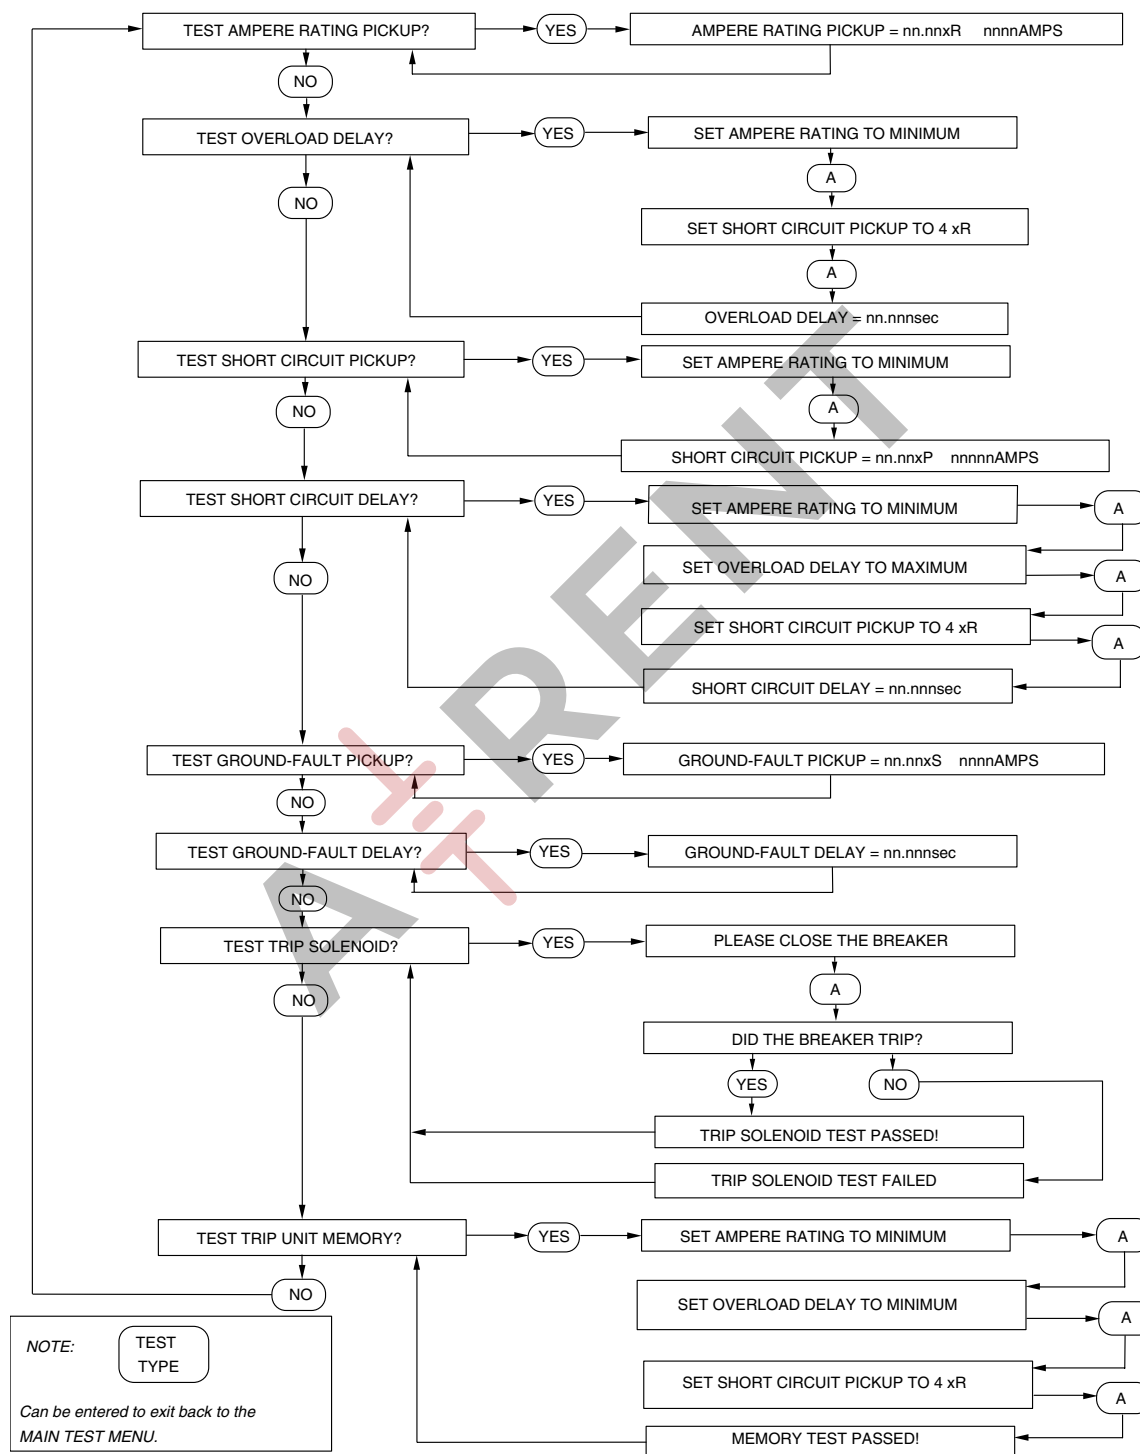 TEST AMPERE RATING PICKUP?
YES
AMPERE RATING PICKUP = nn.nnxR nnnnAMPS
NO
TEST OVERLOAD DELAY?
YES
SET AMPERE RATING TO MINIMUM
A
NO
SET SHORT CIRCUIT PICKUP TO 4 xR
A
OVERLOAD DELAY = nn.nnnsec
TEST SHORT CIRCUIT PICKUP?
YES
SET AMPERE RATING TO MINIMUM
NO
A
SHORT CIRCUIT PICKUP = nn.nnxP nnnnnAMPS
TEST SHORT CIRCUIT DELAY?
YES
SET AMPERE RATING TO MINIMUM
A
NO
SET OVERLOAD DELAY TO MAXIMUM
A
SET SHORT CIRCUIT PICKUP TO 4 xR
A
SHORT CIRCUIT DELAY = nn.nnnsec
TEST GROUND-FAULT PICKUP?
YES
GROUND-FAULT PICKUP = nn.nnxS nnnnAMPS
NO
TEST GROUND-FAULT DELAY?
YES
GROUND-FAULT DELAY = nn.nnnsec
NO
TEST TRIP SOLENOID?
YES
PLEASE CLOSE THE BREAKER
NO
A
DID THE BREAKER TRIP?
YES
NO
TRIP SOLENOID TEST PASSED!
TRIP SOLENOID TEST FAILED
TEST TRIP UNIT MEMORY?
YES
SET AMPERE RATING TO MINIMUM
A
NO
SET OVERLOAD DELAY TO MINIMUM
A
SET SHORT CIRCUIT PICKUP TO 4 xR
A
MEMORY TEST PASSED!
NOTE:
TEST
TYPE
Can be entered to exit back to the
MAIN TEST MENU.
A T RENT